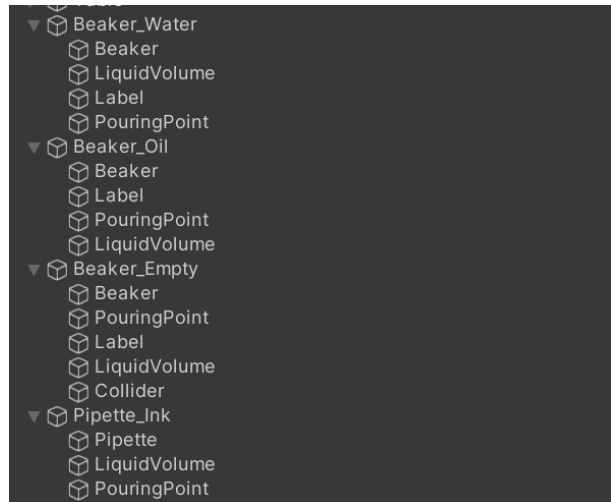 Beaker_Water
Beaker
LiquidVolume
Label
PouringPoint
Beaker_Oil
Beaker
Label
PouringPoint
LiquidVolume
Beaker_Empty
Beaker
PouringPoint
Label
LiquidVolume
Collider
Pipette_Ink
Pipette
LiquidVolume
PouringPoint